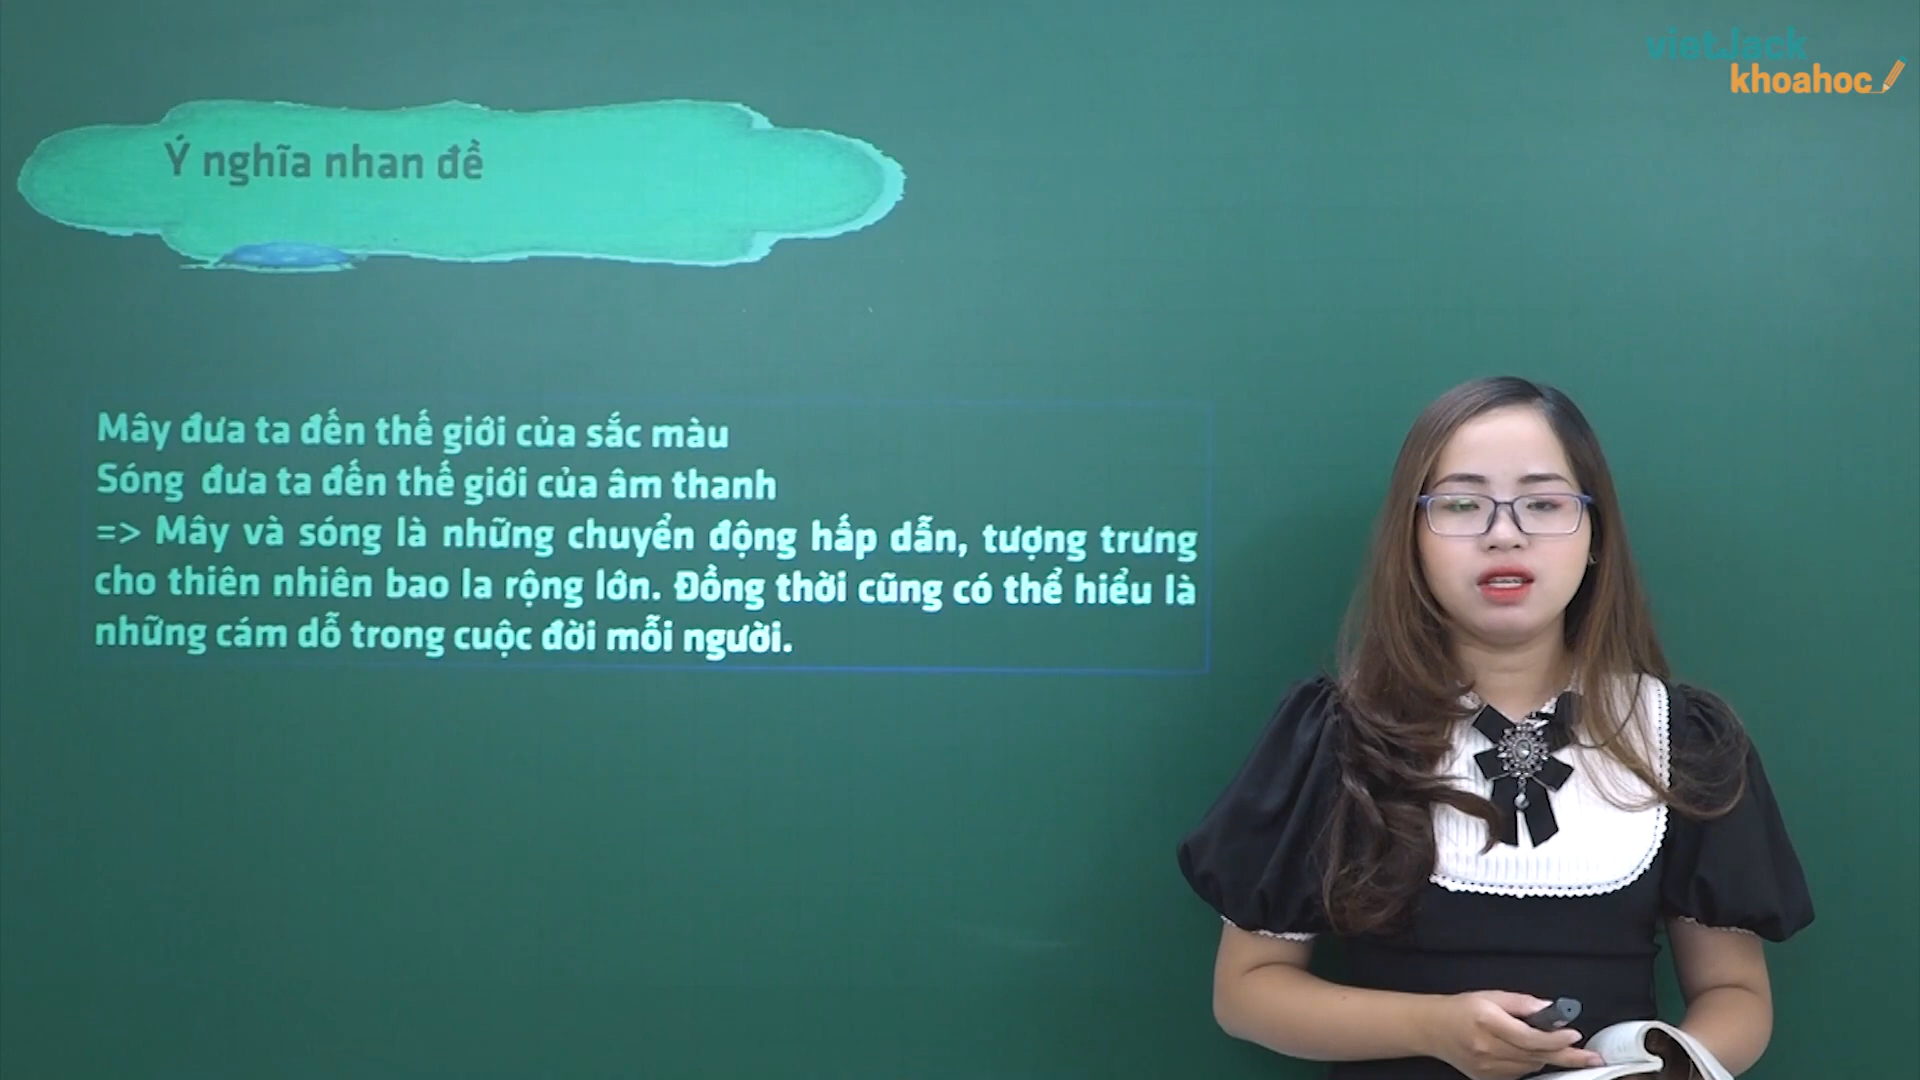 vietJack
khoahoc
Ý nghĩa nhan đề
Mây đưa ta đến thế giới của sắc màu
Sóng đưa ta đến thế giới của âm thanh
=> Mây và sóng là những chuyển động hấp dẫn, tượng trưng
cho thiên nhiên bao la rộng lớn. Đồng thời cũng có thể hiểu là
những cám dỗ trong cuộc đời mỗi người.